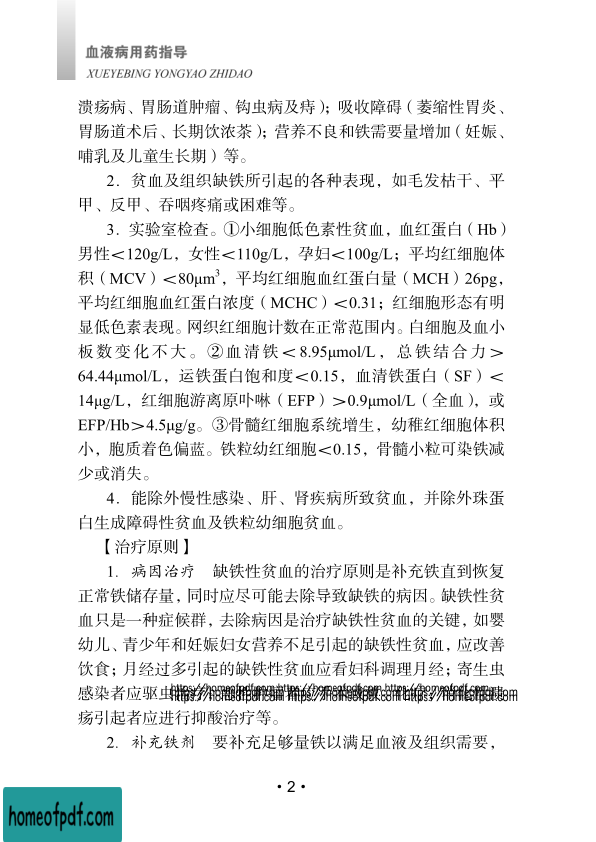 血液病用药指导
XUEYEBING YONGYAO ZHIDAO
溃疡病、胃肠道肿瘤、钩虫病及痔）；吸收障碍（萎缩性胃炎、
胃肠道术后、长期饮浓茶）；营养不良和铁需要量增加（妊娠、
哺乳及儿童生长期）等。
2．贫血及组织缺铁所引起的各种表现，如毛发枯干、平
甲、反甲、吞咽疼痛或困难等。
3．实验室检查。①小细胞低色素性贫血，血红蛋白（Hb）
男性＜120g/L，女性＜110g/L，孕妇＜100g/L；平均红细胞体
积（MCV）＜80μm³，平均红细胞血红蛋白量（MCH）26pg，
平均红细胞血红蛋白浓度（MCHC）＜0.31；红细胞形态有明
显低色素表现。网织红细胞计数在正常范围内。白细胞及血小
板数变化不大。②血清铁＜8.95μmol/L，总铁结合力＞
64.44μmol/L，运铁蛋白饱和度＜0.15，血清铁蛋白（SF）＜
14μg/L，红细胞游离原卟啉（EFP）＞0.9μmol/L（全血），或
EFP/Hb＞4.5μg/g。③骨髓红细胞系统增生，幼稚红细胞体积
小，胞质着色偏蓝。铁粒幼红细胞＜0.15，骨髓小粒可染铁减
少或消失。
4．能除外慢性感染、肝、肾疾病所致贫血，并除外珠蛋
白生成障碍性贫血及铁粒幼细胞贫血。
【治疗原则】
1．病因治疗　缺铁性贫血的治疗原则是补充铁直到恢复
正常铁储存量，同时应尽可能去除导致缺铁的病因。缺铁性贫
血只是一种症候群，去除病因是治疗缺铁性贫血的关键，如婴
幼儿、青少年和妊娠妇女营养不足引起的缺铁性贫血，应改善
饮食；月经过多引起的缺铁性贫血应看妇科调理月经；寄生虫
感染者应驱虫
https://homeofpdf.com https://homeofpdf.com https://homeofpdf.com
https://homeofpdf.com https://homeofpdf.com https://homeofpdf.com
疡引起者应进行抑酸治疗等。
2．补充铁剂　要补充足够量铁以满足血液及组织需要，
·2·
homeofpdf.com